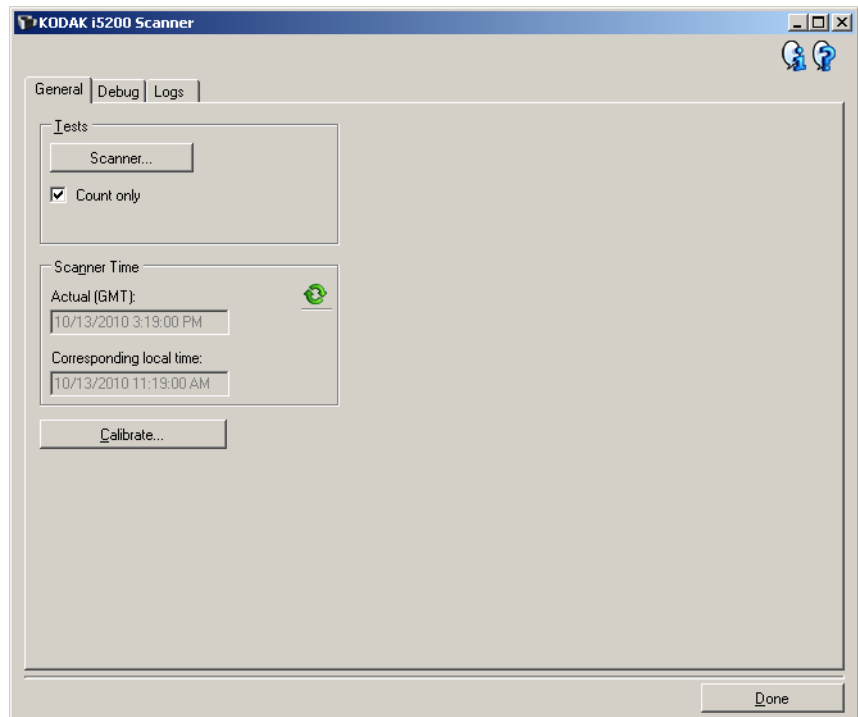 KODAK i5200 Scanner
General Debug Logs
Tests
Scanner...
Count only
Scanner Time
Actual (GMT):
10/13/2010 3:19:00 PM
Corresponding local time:
10/13/2010 11:19:00 AM
Calibrate...
Done